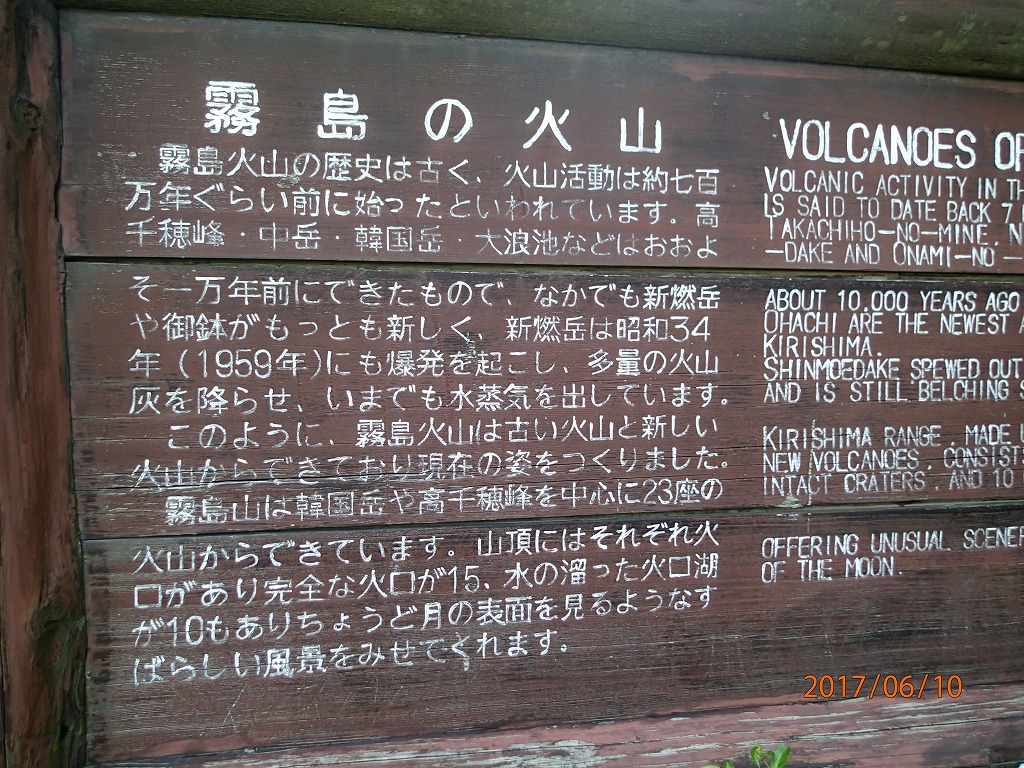 霧島の火山
霧島火山の歴史は古く、火山活動は約七百
万年ぐらい前に始ったといわれています。高
千穂峰・中岳・韓国岳・大浪池などはおおよ
そ一万年前にできたもので、なかでも新燃岳
や御鉢がもっとも新しく、新燃岳は昭和34
年(1959年)にも爆発を起こし、多量の火山
灰を降らせ、いまでも水蒸気を出しています。
このように、霧島火山は古い火山と新しい
火山からできており現在の姿をつくりました。
霧島山は韓国岳や高千穂峰を中心に23座の
火山からできています。山頂にはそれぞれ火
口があり完全な火口が15、水の溜った火口湖
が10もありちょうど月の表面を見るようなす
ばらしい風景をみせてくれます。
VOLCANOES
VOLCANIC ACTIVITY IN
IS SAID TO DATE BACK 7
TAKACHIHO-NO-MINE,
-DAKE AND ONAMI-NO-
ABOUT 10,000 YEARS AGO
OHACHI ARE THE NEWEST
KIRISHIMA.
SHINMOEDAKE SPEWED OUT
AND IS STILL BELCHING
KIRISHIMA RANGE, MADE
NEW VOLCANOES, CONSIST
INTACT CRATERS, AND 10
OFFERING UNUSUAL SCENE
OF THE MOON.
2017/06/10